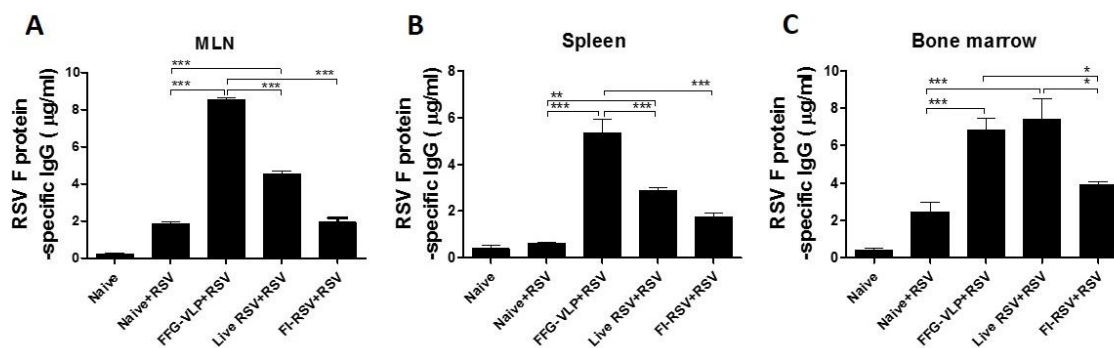 A
MLN
RSV F protein
-specific IgG ( μg/ml)
10
8
6
4
2
0
***
***
***
***
Naive
Naive+RSV
FFG-VLP+RSV
Live RSV+RSV
FI-RSV+RSV
B
Spleen
RSV F protein
-specific IgG ( μg/ml)
8
6
4
2
0
***
**
***
***
Naive
Naive+RSV
FFG-VLP+RSV
Live RSV+RSV
FI-RSV+RSV
C
Bone marrow
RSV F protein
-specific IgG ( μg/ml)
10
8
6
4
2
0
*
***
*
***
Naive
Naive+RSV
FFG-VLP+RSV
Live RSV+RSV
FI-RSV+RSV